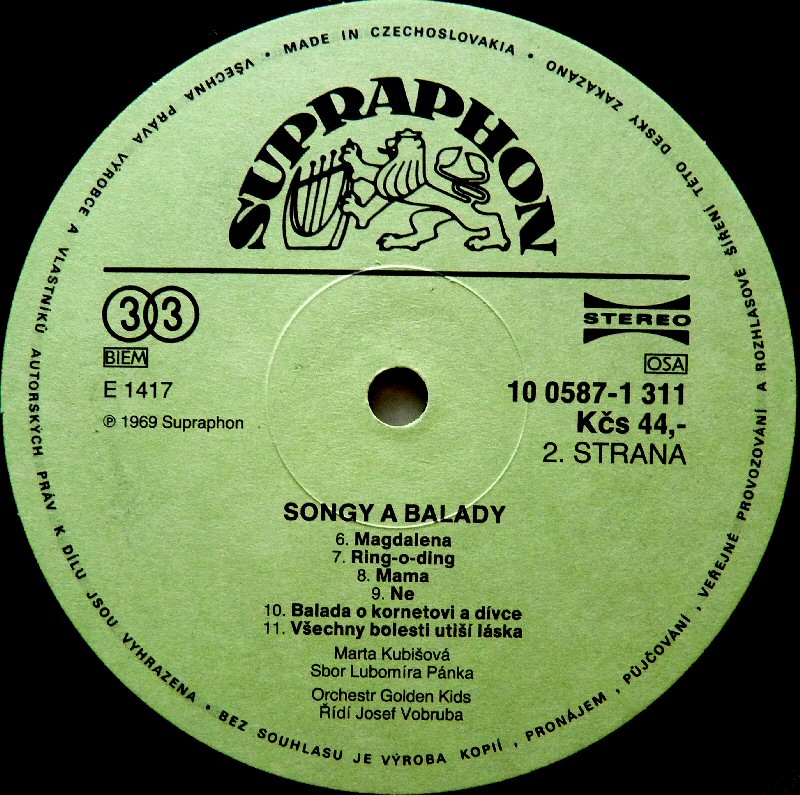 VŠECHNA PRÁVA VÝROBCE A VLASTNÍKŮ AUTORSKÝCH PRÁV K DÍLU JSOU VYHRAZENA • BEZ SOUHLASU JE VÝROBA KOPIÍ , PRONÁJEM , PŮJČOVÁNÍ , VEŘEJNÉ PROVOZOVÁNÍ A ROZHLASOVÉ ŠÍŘENÍ TÉTO DESKY ZAKÁZÁNO • MADE IN CZECHOSLOVAKIA •
SUPRAPHON
33
STEREO
BIEM
OSA
E 1417
10 0587-1 311
℗ 1969 Supraphon
Kčs 44,-
2. STRANA
SONGY A BALADY
6. Magdalena
7. Ring-o-ding
8. Mama
9. Ne
10. Balada o kornetovi a dívce
11. Všechny bolesti utiší láska
Marta Kubišová
Sbor Lubomíra Pánka
Orchestr Golden Kids
Řídí Josef Vobruba